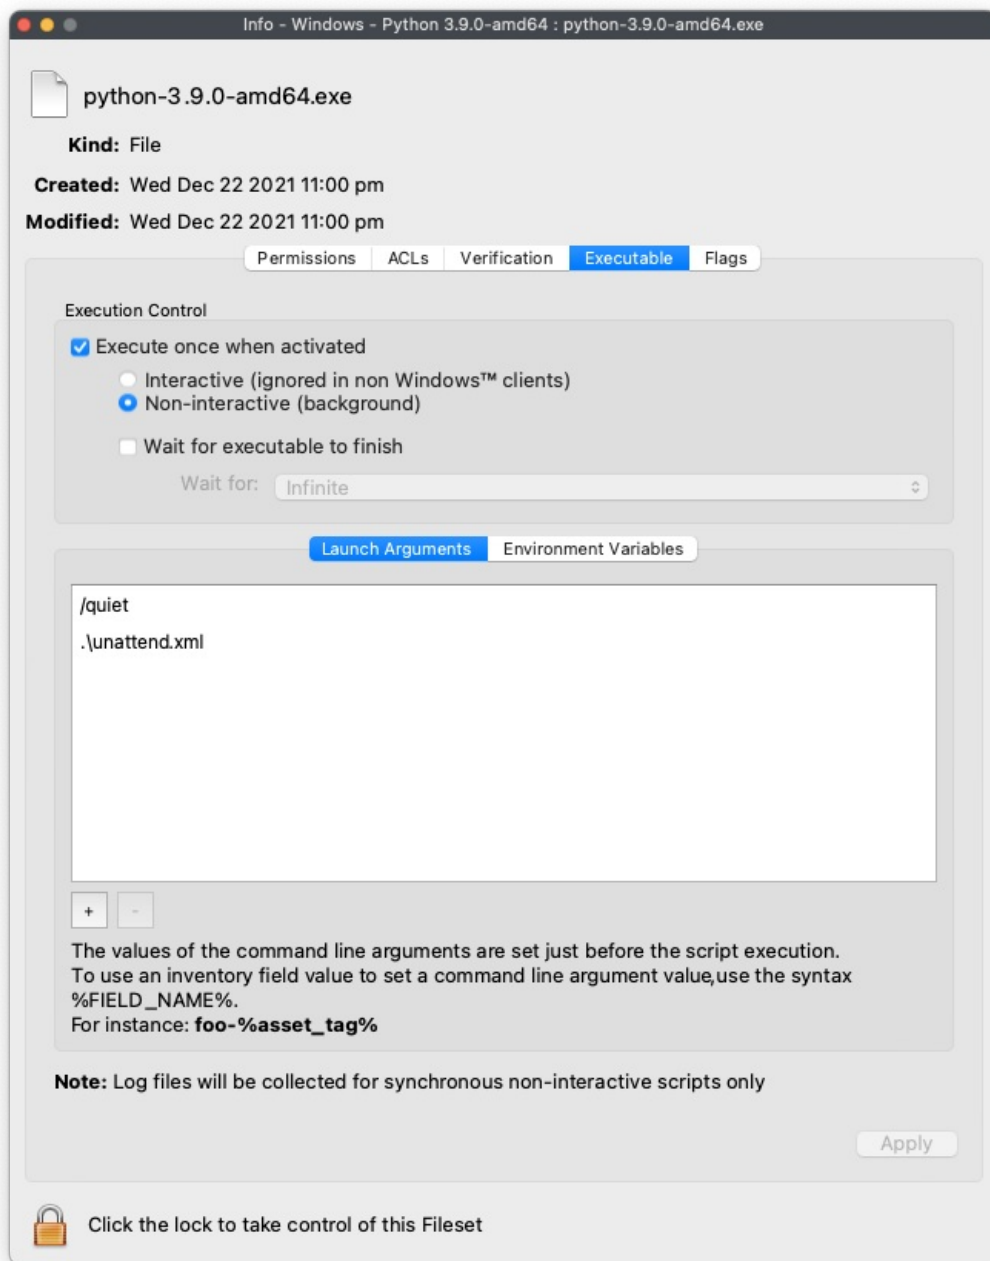 Info - Windows - Python 3.9.0-amd64 : python-3.9.0-amd64.exe
python-3.9.0-amd64.exe
Kind: File
Created: Wed Dec 22 2021 11:00 pm
Modified: Wed Dec 22 2021 11:00 pm
Permissions ACLs Verification Executable Flags
Execution Control
Execute once when activated
Interactive (ignored in non Windows™ clients)
Non-interactive (background)
Wait for executable to finish
Wait for: Infinite
Launch Arguments Environment Variables
/quiet
.\unattend.xml
+ -
The values of the command line arguments are set just before the script execution.
To use an inventory field value to set a command line argument value,use the syntax
%FIELD_NAME%.
For instance: foo-%asset_tag%
Note: Log files will be collected for synchronous non-interactive scripts only
Apply
Click the lock to take control of this Fileset